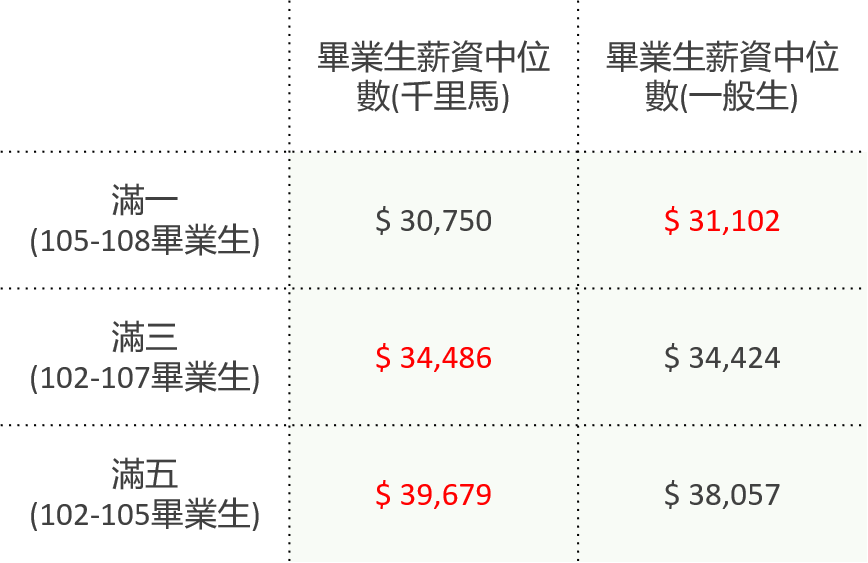 畢業生薪資中位
數(千里馬)
畢業生薪資中位
數(一般生)
滿一
(105-108畢業生)
$ 30,750
$ 31,102
滿三
(102-107畢業生)
$ 34,486
$ 34,424
滿五
(102-105畢業生)
$ 39,679
$ 38,057